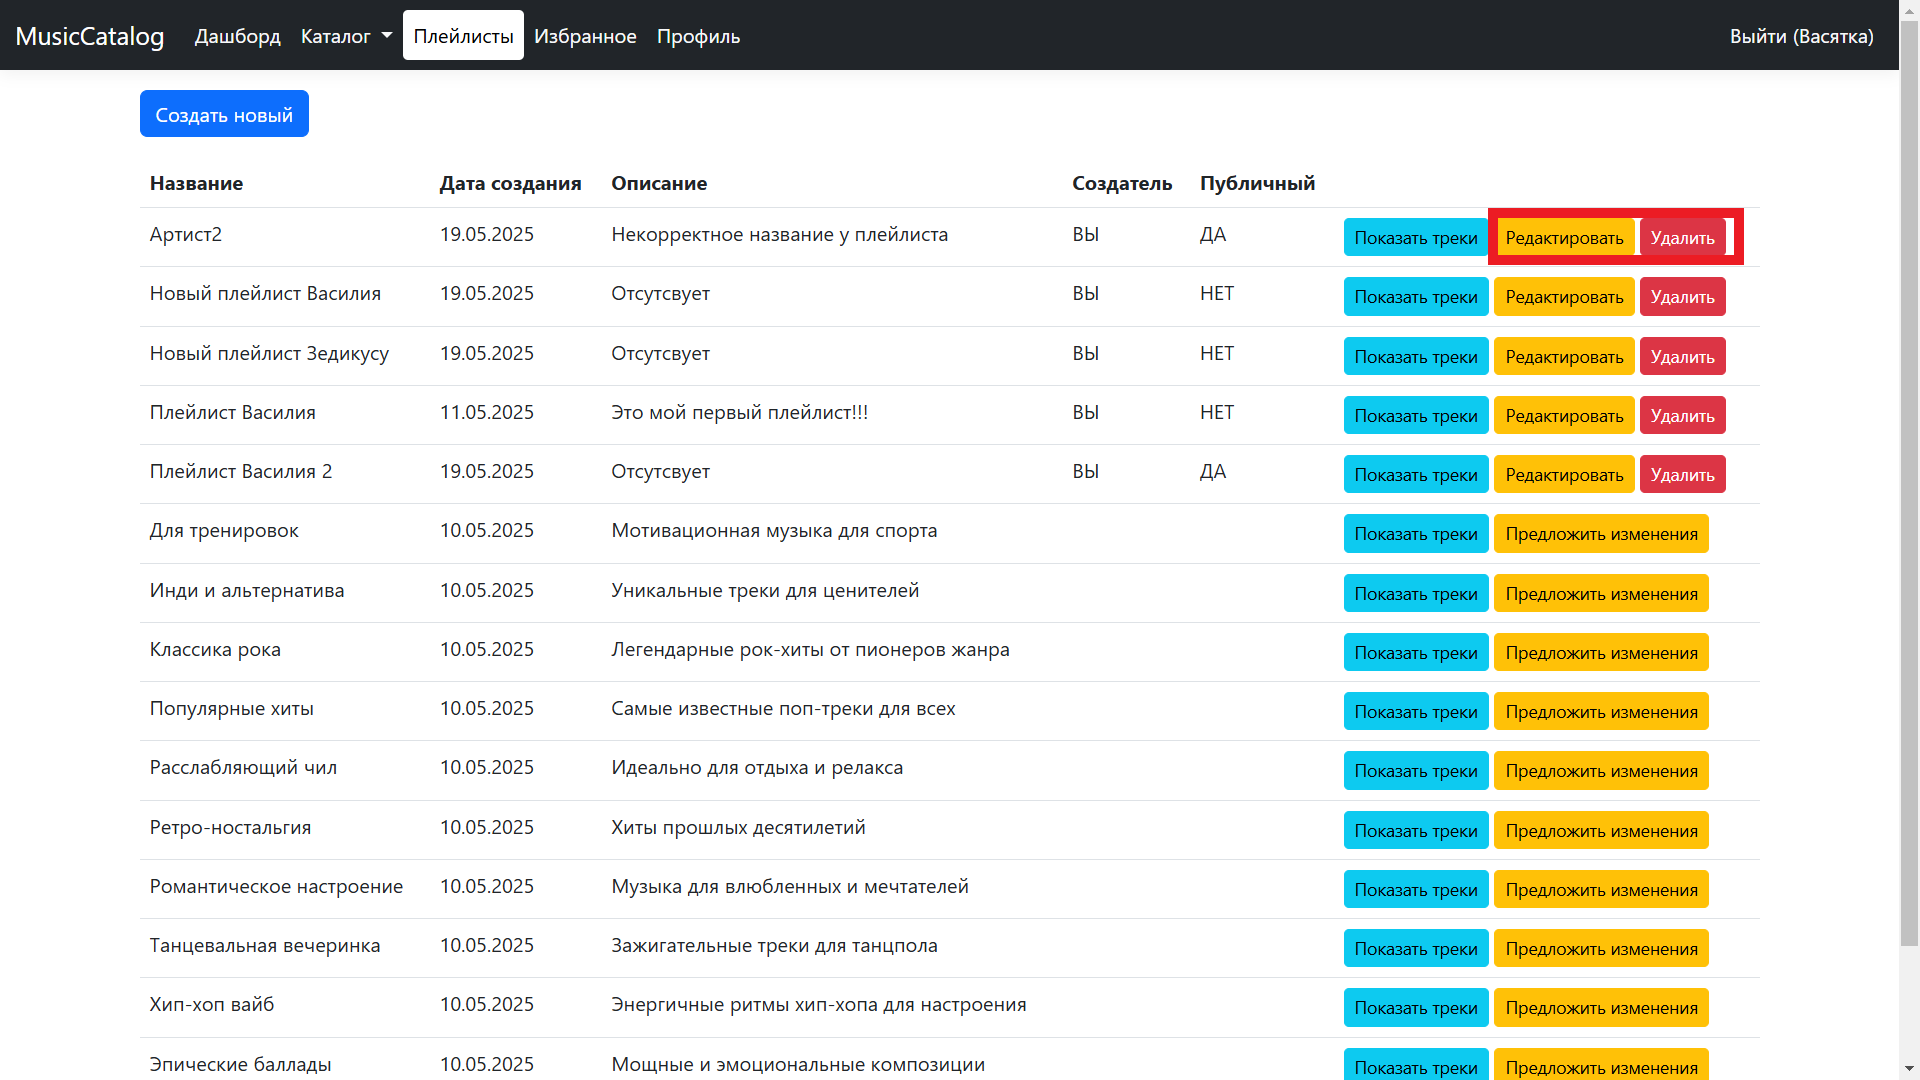 MusicCatalog Дашборд Каталог Плейлисты Избранное Профиль Выйти (Васятка)
Создать новый
Название Дата создания Описание Создатель Публичный
Артист2 19.05.2025 Некорректное название у плейлиста ВЫ ДА Показать треки Редактировать Удалить
Новый плейлист Василия 19.05.2025 Отсутсвует ВЫ НЕТ Показать треки Редактировать Удалить
Новый плейлист Зедикусу 19.05.2025 Отсутсвует ВЫ НЕТ Показать треки Редактировать Удалить
Плейлист Василия 11.05.2025 Это мой первый плейлист!!! ВЫ НЕТ Показать треки Редактировать Удалить
Плейлист Василия 2 19.05.2025 Отсутсвует ВЫ ДА Показать треки Редактировать Удалить
Для тренировок 10.05.2025 Мотивационная музыка для спорта Показать треки Предложить изменения
Инди и альтернатива 10.05.2025 Уникальные треки для ценителей Показать треки Предложить изменения
Классика рока 10.05.2025 Легендарные рок-хиты от пионеров жанра Показать треки Предложить изменения
Популярные хиты 10.05.2025 Самые известные поп-треки для всех Показать треки Предложить изменения
Расслабляющий чил 10.05.2025 Идеально для отдыха и релакса Показать треки Предложить изменения
Ретро-ностальгия 10.05.2025 Хиты прошлых десятилетий Показать треки Предложить изменения
Романтическое настроение 10.05.2025 Музыка для влюбленных и мечтателей Показать треки Предложить изменения
Танцевальная вечеринка 10.05.2025 Зажигательные треки для танцпола Показать треки Предложить изменения
Хип-хоп вайб 10.05.2025 Энергичные ритмы хип-хопа для настроения Показать треки Предложить изменения
Эпические баллады 10.05.2025 Мощные и эмоциональные композиции Показать треки Предложить изменения